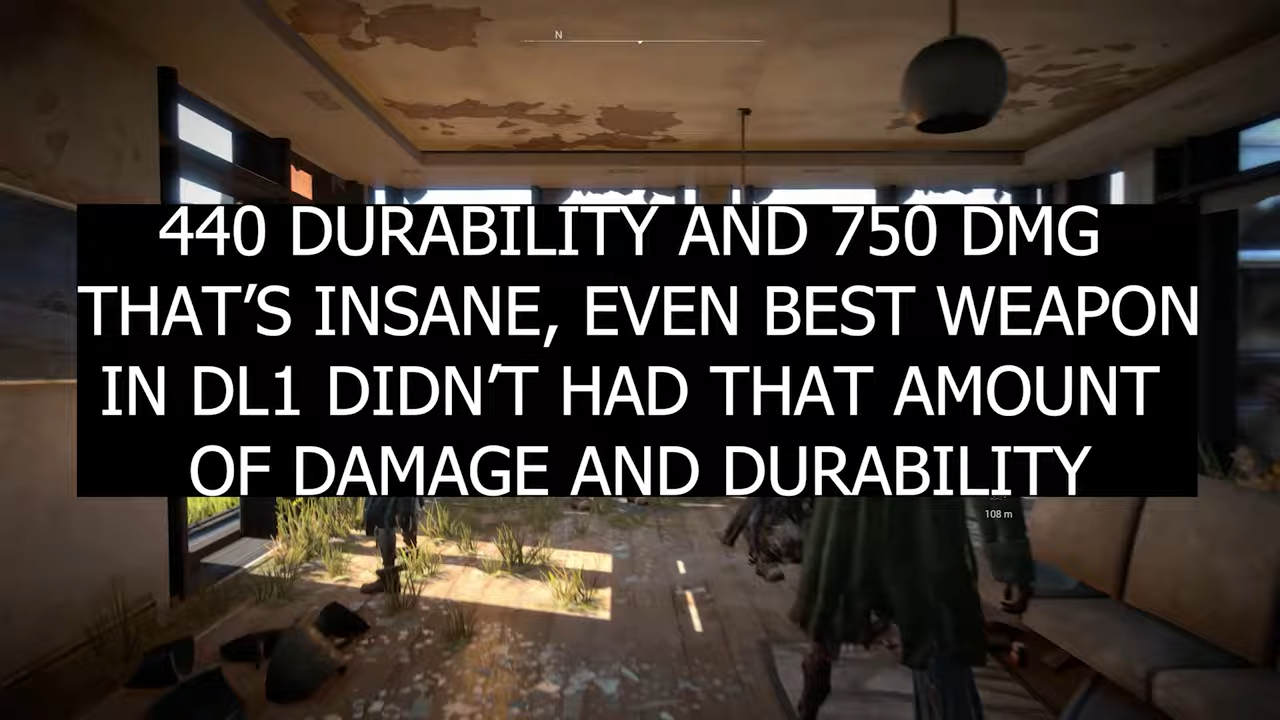 N
440 DURABILITY AND 750 DMG
THAT’S INSANE, EVEN BEST WEAPON
IN DL1 DIDN’T HAD THAT AMOUNT
OF DAMAGE AND DURABILITY
108 m